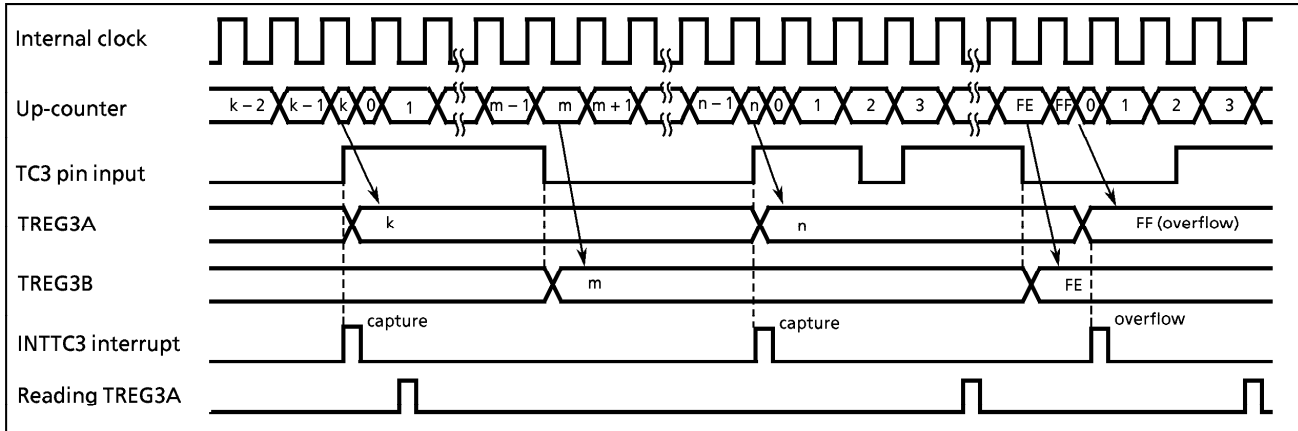 Internal clock
Up-counter k – 2 k – 1 k 0 1 m – 1 m m + 1 n – 1 n 0 1 2 3 FE FF 0 1 2 3
TC3 pin input
TREG3A k n FF (overflow)
TREG3B m FE
INTTC3 interrupt capture capture overflow
Reading TREG3A